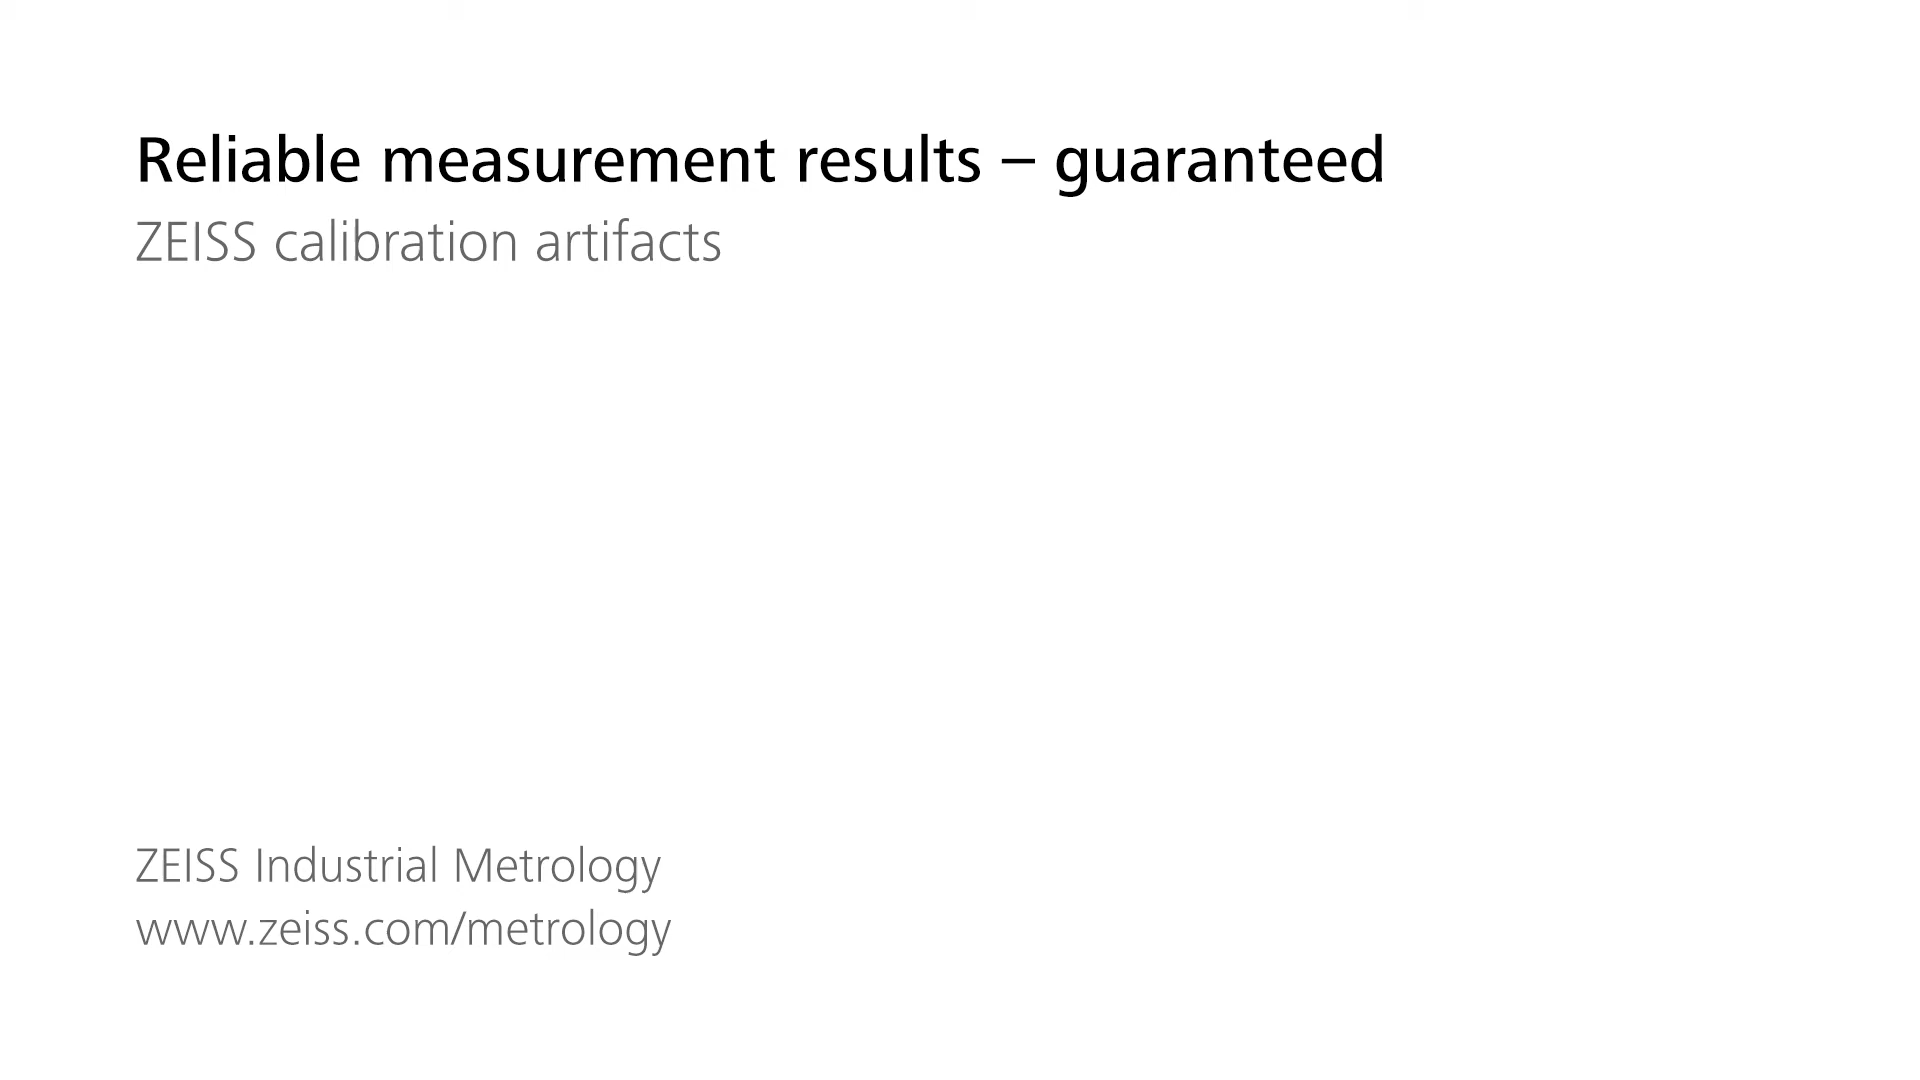 Reliable measurement results – guaranteed
ZEISS calibration artifacts
ZEISS Industrial Metrology
www.zeiss.com/metrology